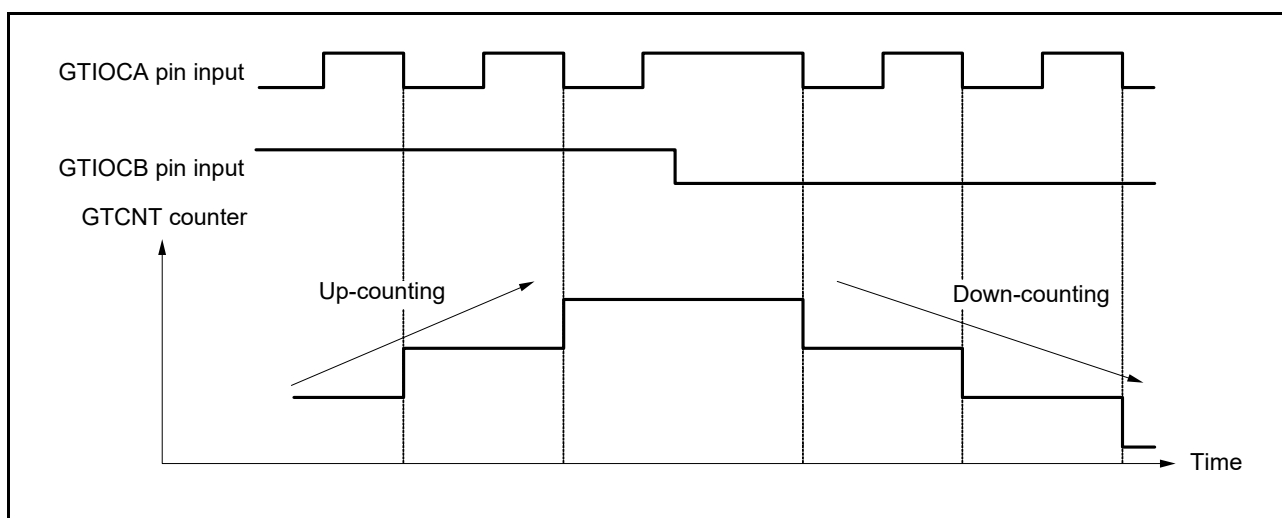 GTIOCA pin input
GTIOCB pin input
GTCNT counter
Up-counting
Down-counting
Time